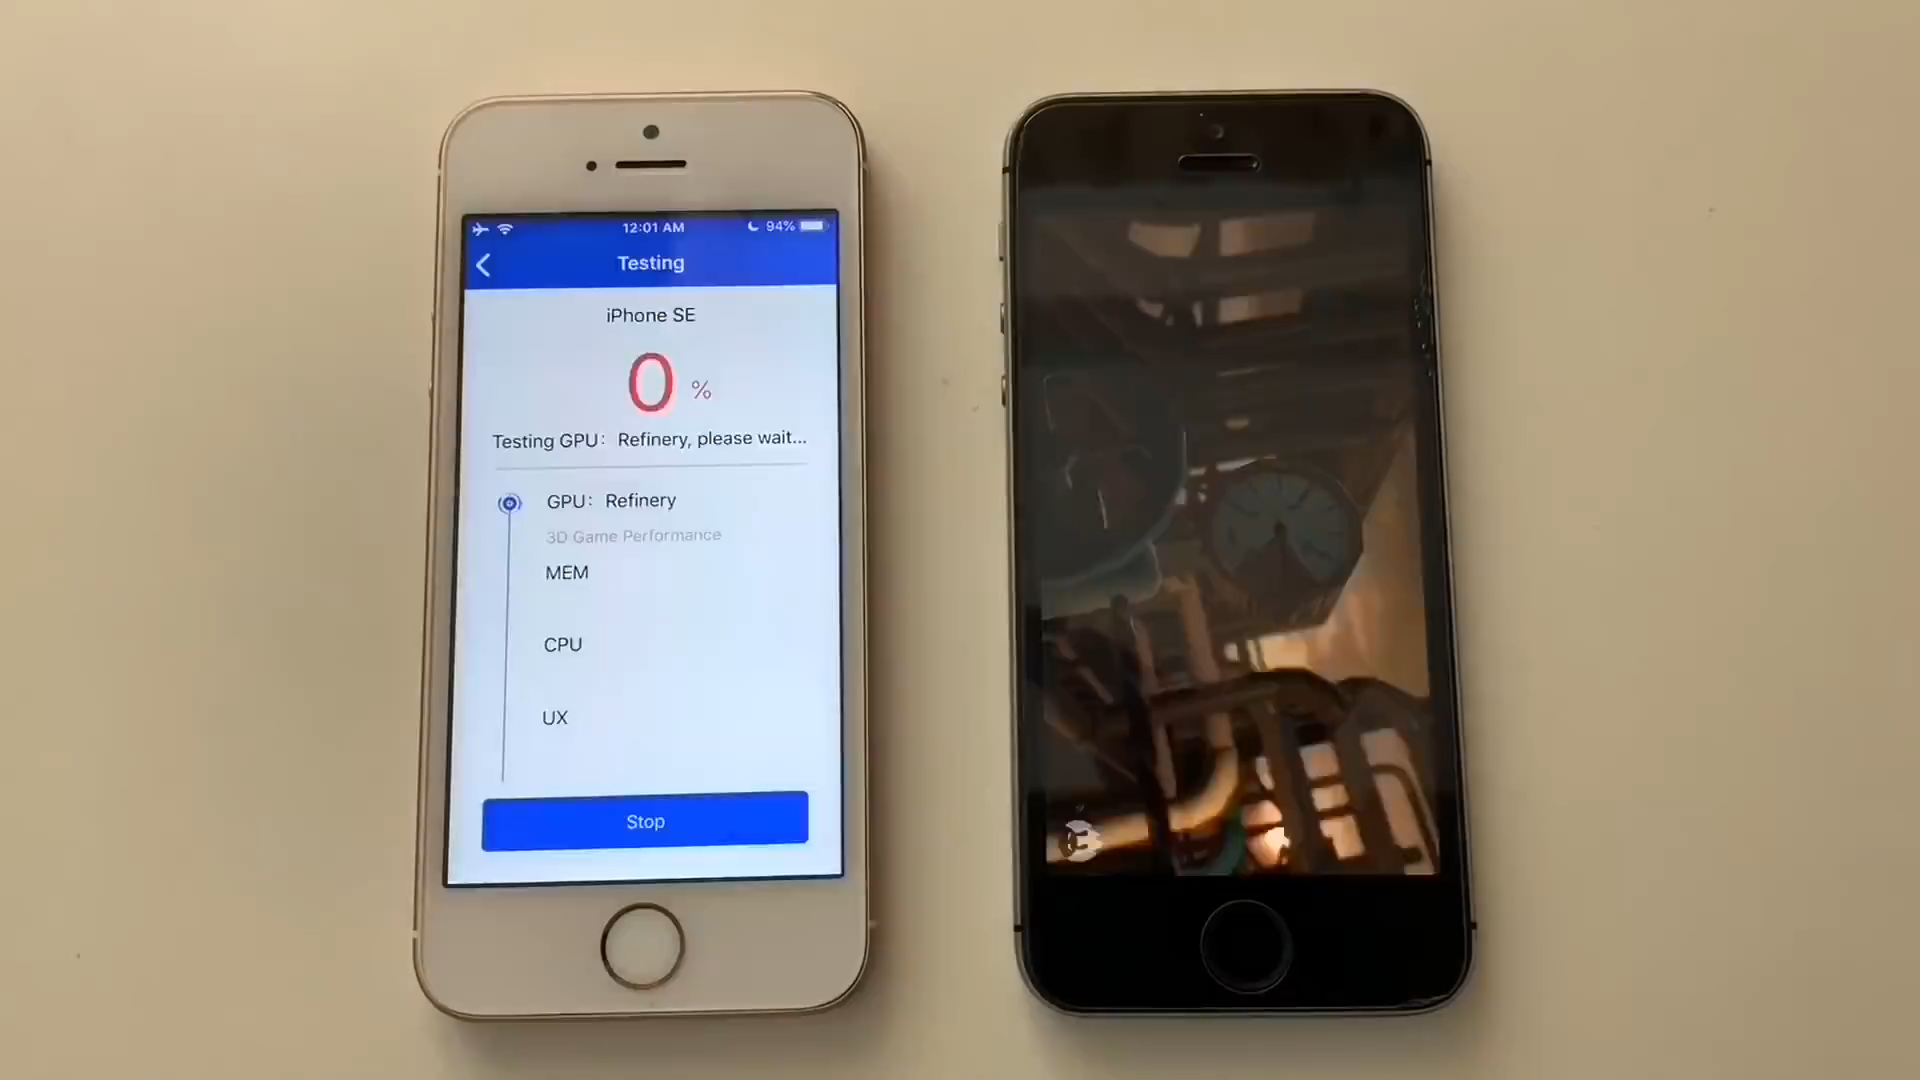 12:01 AM
94%
Testing
iPhone SE
0 %
Testing GPU: Refinery, please wait...
GPU: Refinery
3D Game Performance
MEM
CPU
UX
Stop